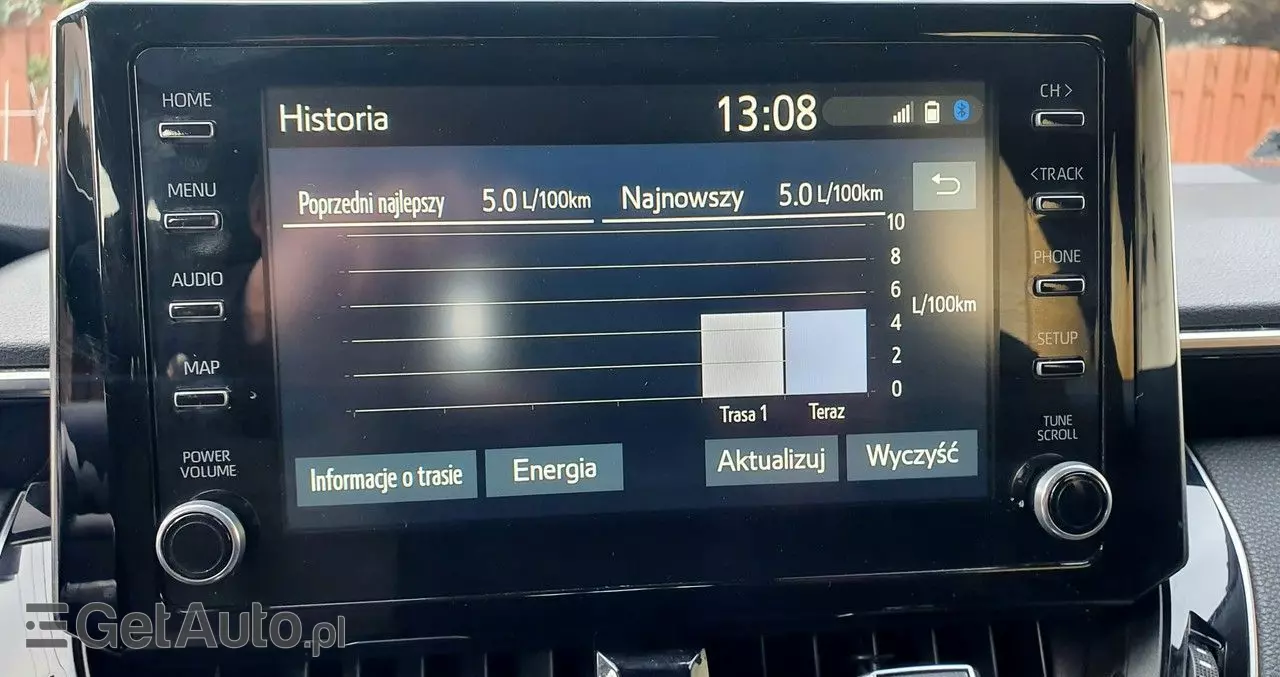 HOME
MENU
AUDIO
MAP
POWER
VOLUME
Historia 13:08
Poprzedni najlepszy 5.0 L/100km Najnowszy 5.0 L/100km
10
8
6
4
2
0
L/100km
Trasa 1 Teraz
Informacje o trasie Energia Aktualizuj Wyczyść
CH >
<TRACK
PHONE
SETUP
TUNE
SCROLL
GetAuto.pl